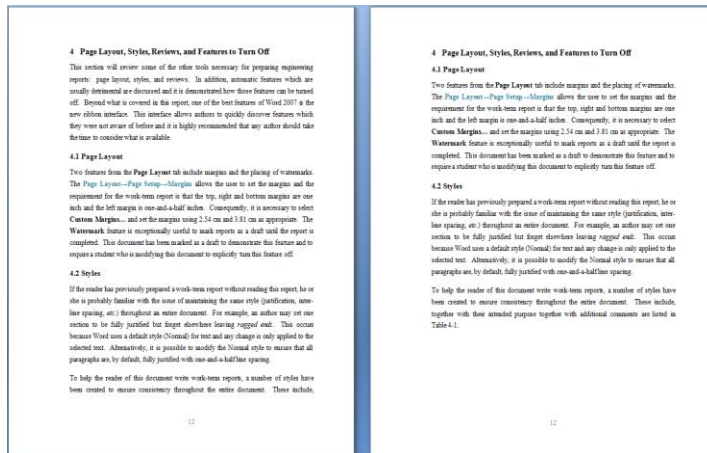 4 Page Layout, Styles, Reviews, and Features to Turn Off
This section will review some of the other tools necessary for preparing engineering
reports: page layout, styles, and reviews. In addition, automatic features which are
usually detrimental are discussed and it is demonstrated how those features can be turned
off. Beyond what is covered in this report, one of the best features of Word 2007 is the
new ribbon interface. This interface allows authors to quickly discover features which
they were not aware of before and it is highly recommended that any author should take
the time to consider what is available.
4.1 Page Layout
Two features from the Page Layout tab include margins and the placing of watermarks.
The Page Layout→Page Setup→Margins allows the user to set the margins and the
requirement for the work-term report is that the top, right and bottom margins are one
inch and the left margin is one-and-a-half inches. Consequently, it is necessary to select
Custom Margins... and set the margins using 2.54 cm and 3.81 cm as appropriate. The
Watermark feature is exceptionally useful to mark reports as a draft until the report is
completed. This document has been marked as a draft to demonstrate this feature and to
require a student who is modifying this document to explicitly turn this feature off.
4.2 Styles
If the reader has previously prepared a work-term report without reading this report, he or
she is probably familiar with the issue of maintaining the same style (justification, inter-
line spacing, etc.) throughout an entire document. For example, an author may set one
section to be fully justified but forget elsewhere leaving ragged ends. This occurs
because Word uses a default style (Normal) for text and any change is only applied to the
selected text. Alternatively, it is possible to modify the Normal style to ensure that all
paragraphs are, by default, fully justified with one-and-a-half line spacing.
To help the reader of this document write work-term reports, a number of styles have
been created to ensure consistency throughout the entire document. These include,
12
4 Page Layout, Styles, Reviews, and Features to Turn Off
4.1 Page Layout
Two features from the Page Layout tab include margins and the placing of watermarks.
The Page Layout→Page Setup→Margins allows the user to set the margins and the
requirement for the work-term report is that the top, right and bottom margins are one
inch and the left margin is one-and-a-half inches. Consequently, it is necessary to select
Custom Margins... and set the margins using 2.54 cm and 3.81 cm as appropriate. The
Watermark feature is exceptionally useful to mark reports as a draft until the report is
completed. This document has been marked as a draft to demonstrate this feature and to
require a student who is modifying this document to explicitly turn this feature off.
4.2 Styles
If the reader has previously prepared a work-term report without reading this report, he or
she is probably familiar with the issue of maintaining the same style (justification, inter-
line spacing, etc.) throughout an entire document. For example, an author may set one
section to be fully justified but forget elsewhere leaving ragged ends. This occurs
because Word uses a default style (Normal) for text and any change is only applied to the
selected text. Alternatively, it is possible to modify the Normal style to ensure that all
paragraphs are, by default, fully justified with one-and-a-half line spacing.
To help the reader of this document write work-term reports, a number of styles have
been created to ensure consistency throughout the entire document. These include,
together with their intended purpose together with additional comments are listed in
Table 4-1.
12